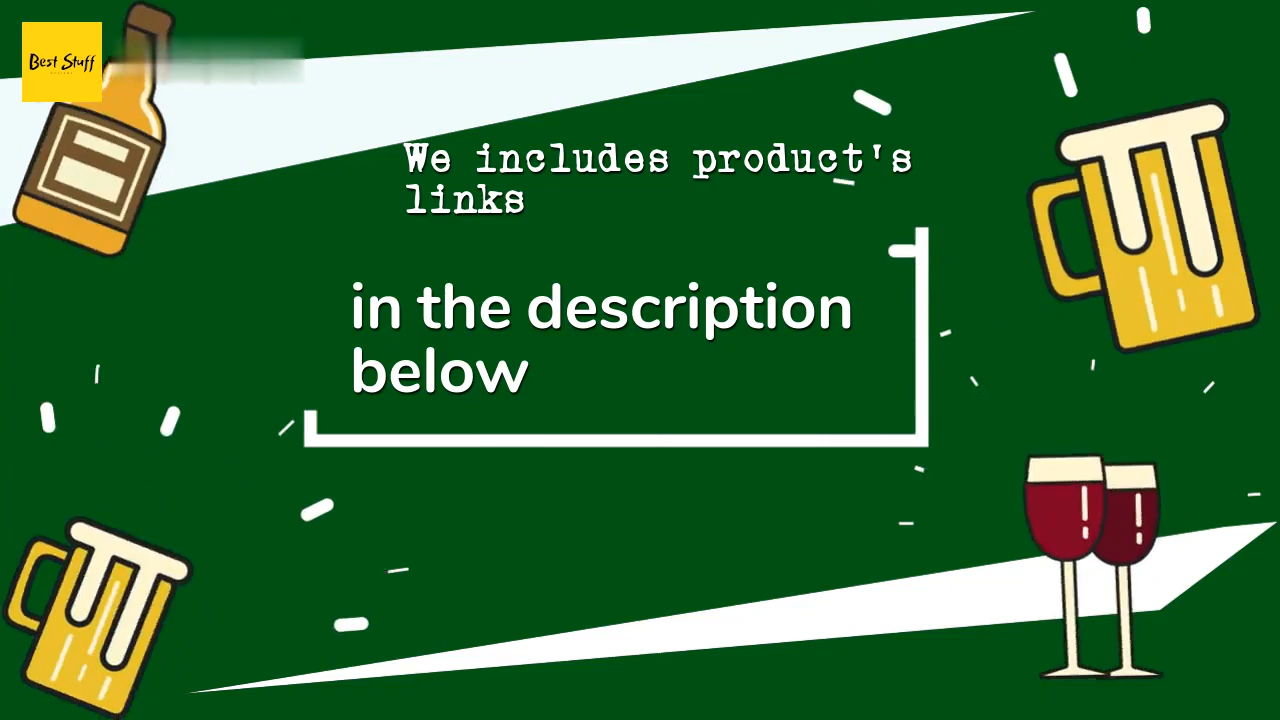 Best Stuff
We includes product's
links
in the description
below